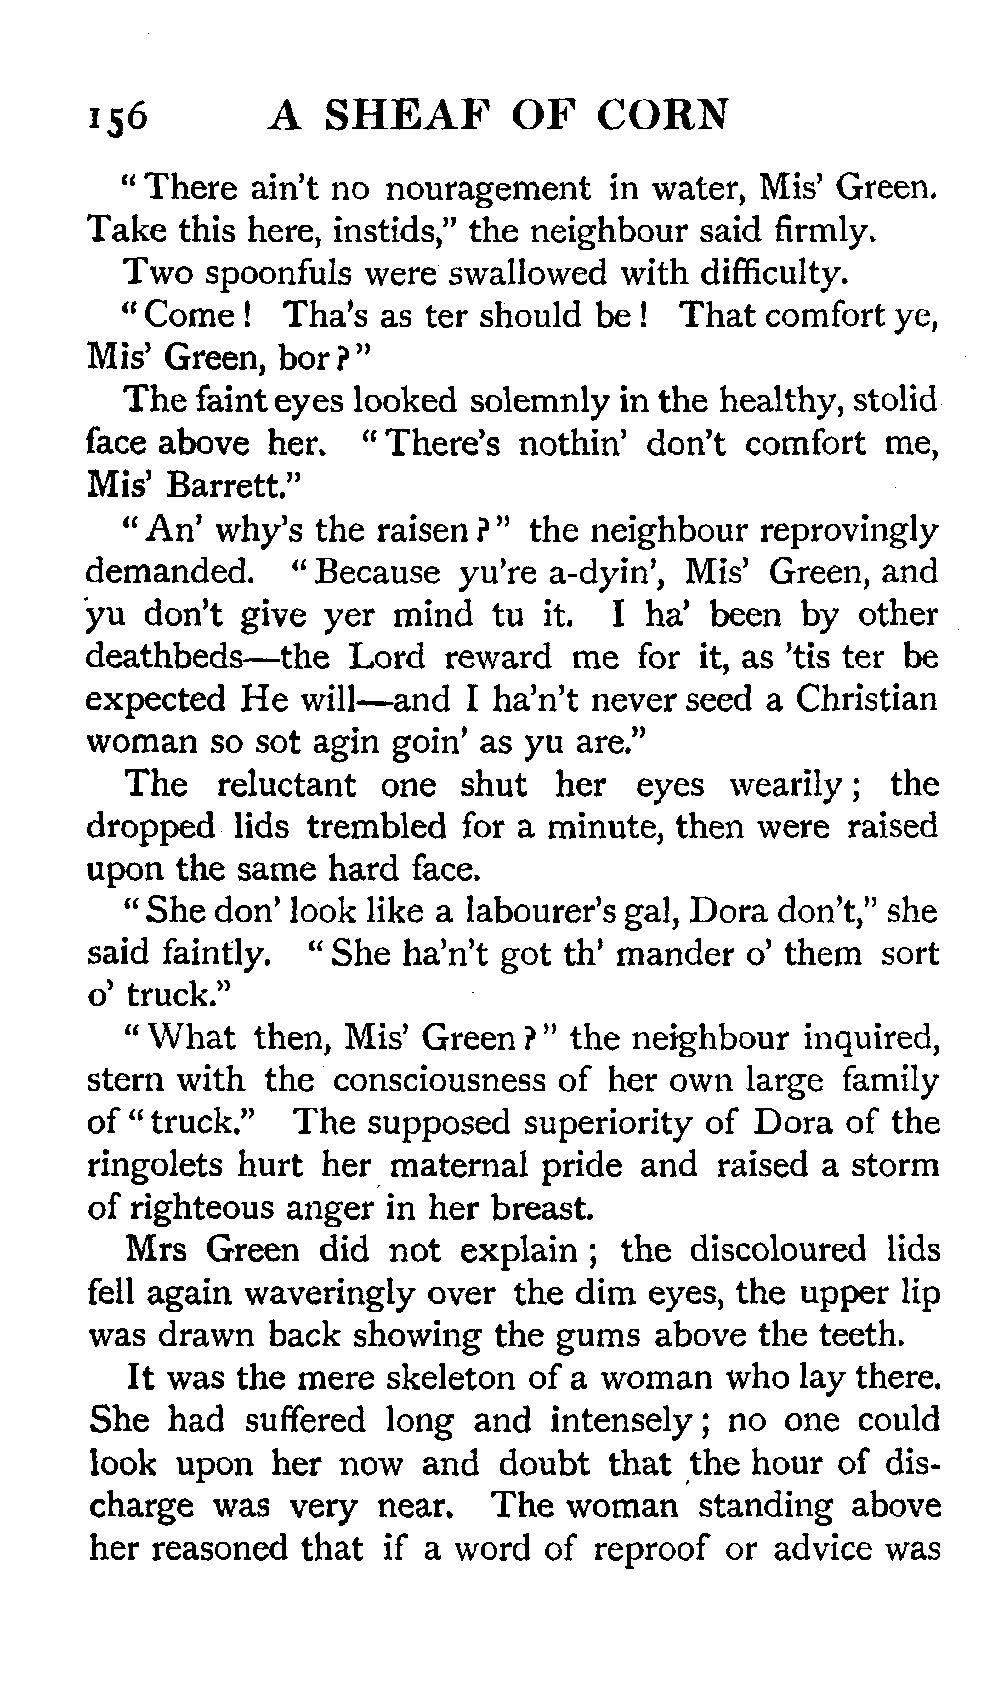 156 A SHEAF OF CORN
“There ain’t no nouragement in water, Mis’ Green.
Take this here, instids,” the neighbour said firmly.
Two spoonfuls were swallowed with difficulty.
“Come! Tha’s as ter should be! That comfort ye,
Mis’ Green, bor?”
The faint eyes looked solemnly in the healthy, stolid
face above her. “There’s nothin’ don’t comfort me,
Mis’ Barrett.”
“An’ why’s the raisen?” the neighbour reprovingly
demanded. “Because yu’re a-dyin’, Mis’ Green, and
yu don’t give yer mind tu it. I ha’ been by other
deathbeds—the Lord reward me for it, as ’tis ter be
expected He will—and I ha’n’t never seed a Christian
woman so sot agin goin’ as yu are.”
The reluctant one shut her eyes wearily; the
dropped lids trembled for a minute, then were raised
upon the same hard face.
“She don’ look like a labourer’s gal, Dora don’t,” she
said faintly. “She ha’n’t got th’ mander o’ them sort
o’ truck.”
“What then, Mis’ Green?” the neighbour inquired,
stern with the consciousness of her own large family
of “truck.” The supposed superiority of Dora of the
ringolets hurt her maternal pride and raised a storm
of righteous anger in her breast.
Mrs Green did not explain; the discoloured lids
fell again waveringly over the dim eyes, the upper lip
was drawn back showing the gums above the teeth.
It was the mere skeleton of a woman who lay there.
She had suffered long and intensely; no one could
look upon her now and doubt that the hour of dis-
charge was very near. The woman standing above
her reasoned that if a word of reproof or advice was